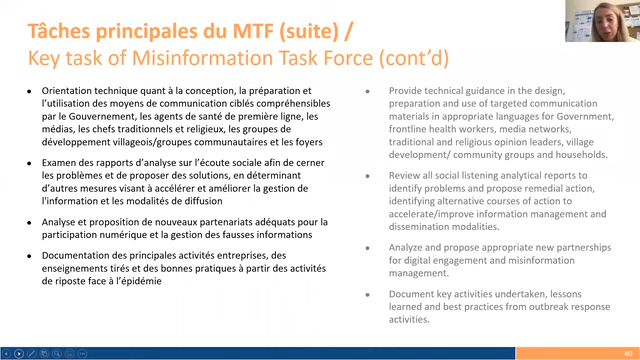 Tâches principales du MTF (suite) /
Key task of Misinformation Task Force (cont’d)
• Orientation technique quant à la conception, la préparation et
l’utilisation des moyens de communication ciblés compréhensibles
par le Gouvernement, les agents de santé de première ligne, les
médias, les chefs traditionnels et religieux, les groupes de
développement villageois/groupes communautaires et les foyers
• Examen des rapports d’analyse sur l’écoute sociale afin de cerner
les problèmes et de proposer des solutions, en déterminant
d’autres mesures visant à accélérer et améliorer la gestion de
l'information et les modalités de diffusion
• Analyse et proposition de nouveaux partenariats adéquats pour la
participation numérique et la gestion des fausses informations
• Documentation des principales activités entreprises, des
enseignements tirés et des bonnes pratiques à partir des activités
de riposte face à l’épidémie
• Provide technical guidance in the design,
preparation and use of targeted communication
materials in appropriate languages for Government,
frontline health workers, media networks,
traditional and religious opinion leaders, village
development/ community groups and households.
• Review all social listening analytical reports to
identify problems and propose remedial action,
identifying alternative courses of action to
accelerate/improve information management and
dissemination modalities.
• Analyze and propose appropriate new partnerships
for digital engagement and misinformation
management.
• Document key activities undertaken, lessons
learned and best practices from outbreak response
activities.
40